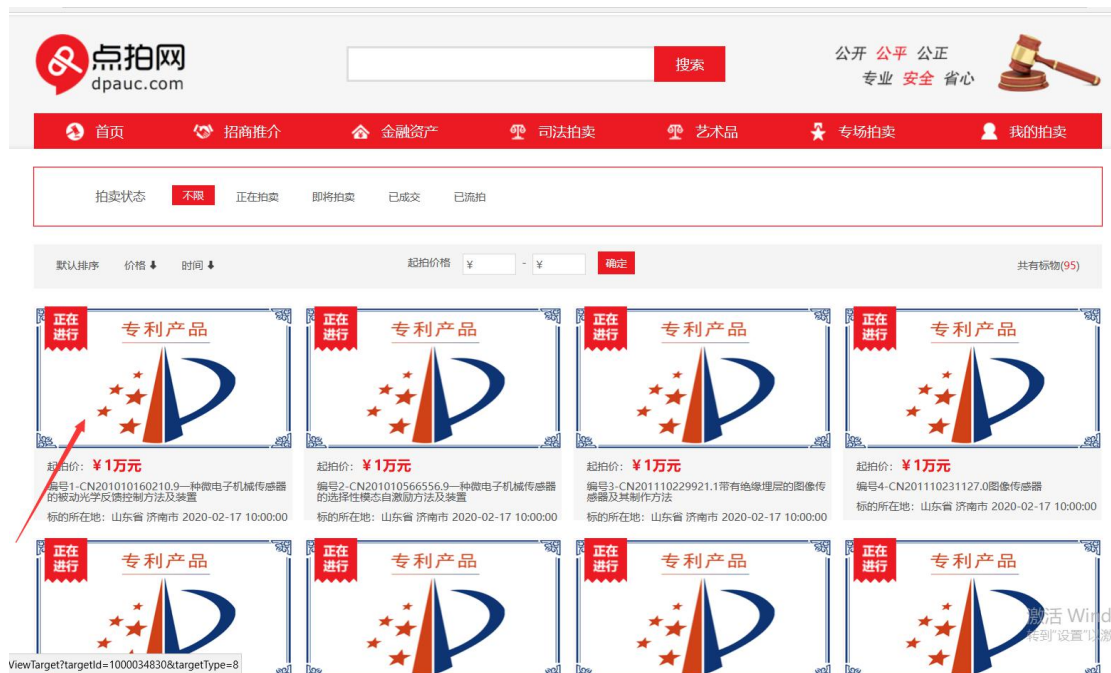 点拍网
dpauc.com
搜索
公开 公平 公正
专业 安全 省心
首页 招商推介 金融资产 司法拍卖 艺术品 专场拍卖 我的拍卖
拍卖状态 不限 正在拍卖 即将拍卖 已成交 已流拍
默认排序 价格 时间 起拍价格 ¥ - ¥ 确定 共有标物(95)
正在
进行
专利产品
正在
进行
专利产品
正在
进行
专利产品
正在
进行
专利产品
起拍价: ¥1万元
编号1-CN201010160210.9一种微电子机械传感器
的被动光学反馈控制方法及装置
标的所在地: 山东省 济南市 2020-02-17 10:00:00
起拍价: ¥1万元
编号2-CN201010566556.9一种微电子机械传感器
的选择性模态自激励方法及装置
标的所在地: 山东省 济南市 2020-02-17 10:00:00
起拍价: ¥1万元
编号3-CN201110229921.1带有绝缘埋层的图像传
感器及其制作方法
标的所在地: 山东省 济南市 2020-02-17 10:00:00
起拍价: ¥1万元
编号4-CN201110231127.0图像传感器
标的所在地: 山东省 济南市 2020-02-17 10:00:00
正在
进行
专利产品
正在
进行
专利产品
正在
进行
专利产品
正在
进行
专利产品
激活 Wind
转到"设置"以激
ViewTarget?targetId=1000034830&targetType=8